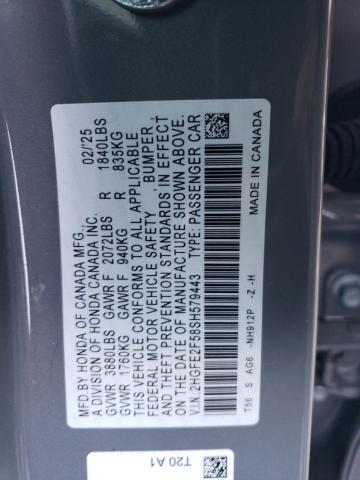 MFD. BY HONDA OF CANADA MFG., 02/'25
A DIVISION OF HONDA CANADA INC.
GVWR 3880LBS GAWR F 2072LBS R 1840LBS
GVWR 1760KG GAWR F 940KG R 835KG
THIS VEHICLE CONFORMS TO ALL APPLICABLE
FEDERAL MOTOR VEHICLE SAFETY, BUMPER,
AND THEFT PREVENTION STANDARDS IN EFFECT
ON THE DATE OF MANUFACTURE SHOWN ABOVE.
V.I.N. 2HGFE2F58SH579443 TYPE: PASSENGER CAR
MADE IN CANADA
T56 S AG6 -NH912P -Z -H
T20 A1